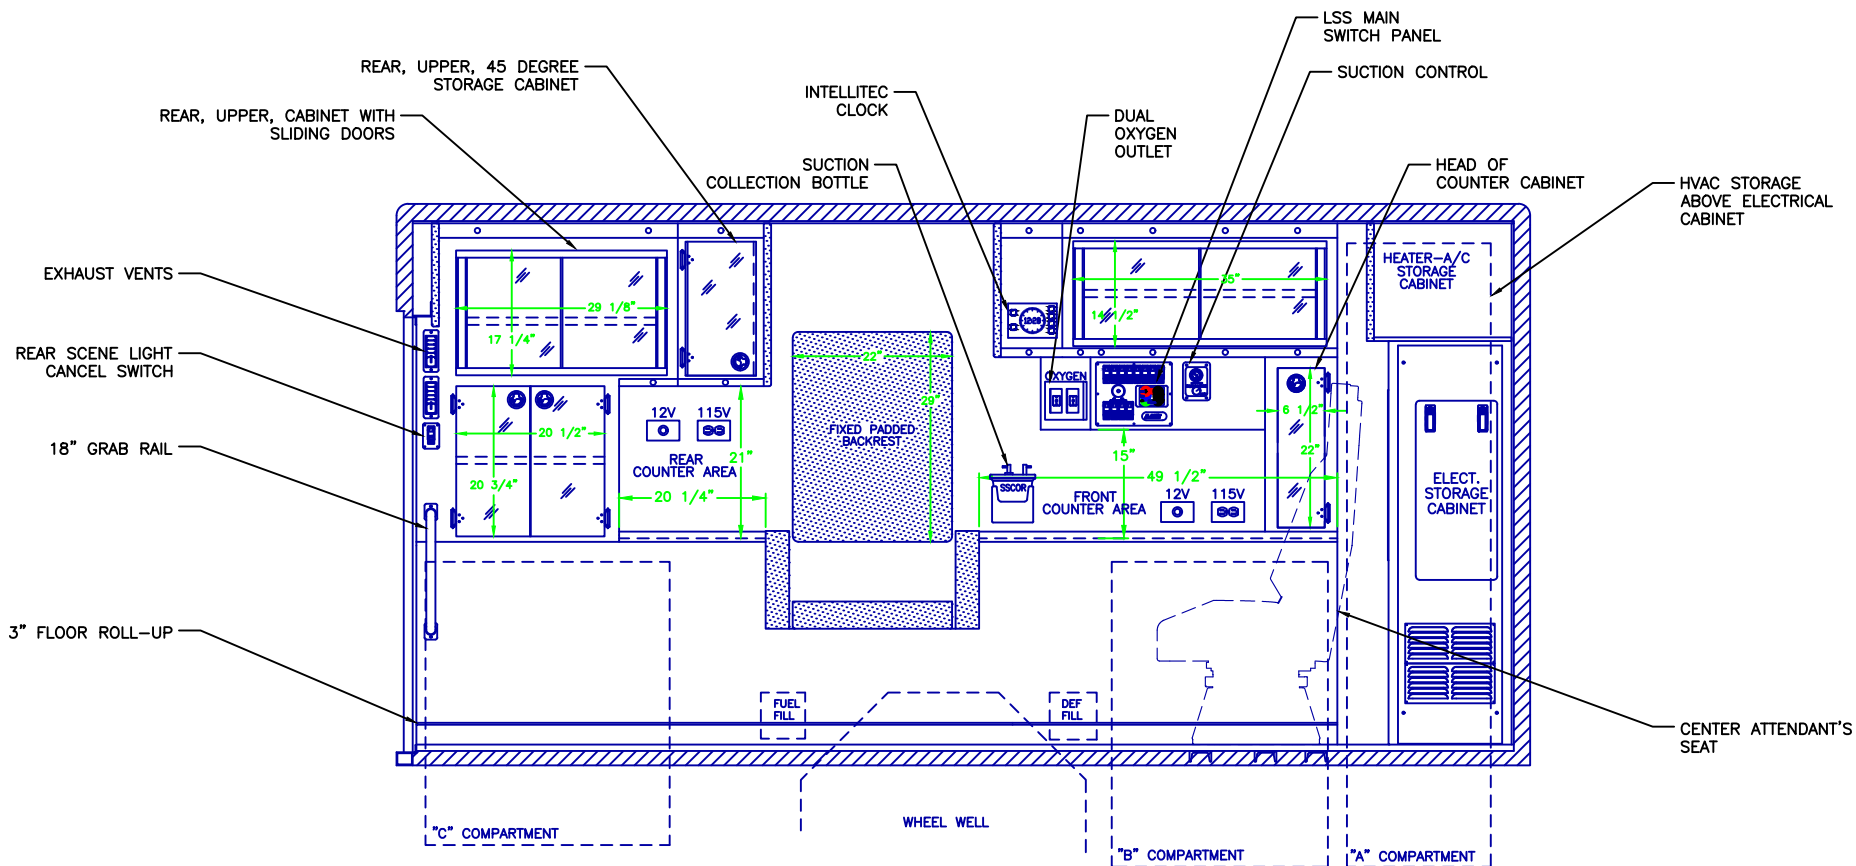 LSS MAIN
SWITCH PANEL
REAR, UPPER, 45 DEGREE
STORAGE CABINET
SUCTION CONTROL
INTELLITEC
CLOCK
REAR, UPPER, CABINET WITH
SLIDING DOORS
DUAL
OXYGEN
OUTLET
SUCTION
COLLECTION BOTTLE
HEAD OF
COUNTER CABINET
HVAC STORAGE
ABOVE ELECTRICAL
CABINET
EXHAUST VENTS
HEATER-A/C
STORAGE
CABINET
35"
29 1/8"
14 1/2"
17 1/4"
12:28
REAR SCENE LIGHT
CANCEL SWITCH
22"
OXYGEN
29"
6 1/2"
12V
115V
20 1/2"
FIXED PADDED
BACKREST
18" GRAB RAIL
REAR
COUNTER AREA
21"
15"
22"
20 3/4"
20 1/4"
49 1/2"
ELECT.
STORAGE
CABINET
SSCOR
FRONT
COUNTER AREA
12V
115V
3" FLOOR ROLL-UP
FUEL
FILL
DEF
FILL
CENTER ATTENDANT'S
SEAT
WHEEL WELL
"C" COMPARTMENT
"B" COMPARTMENT
"A" COMPARTMENT